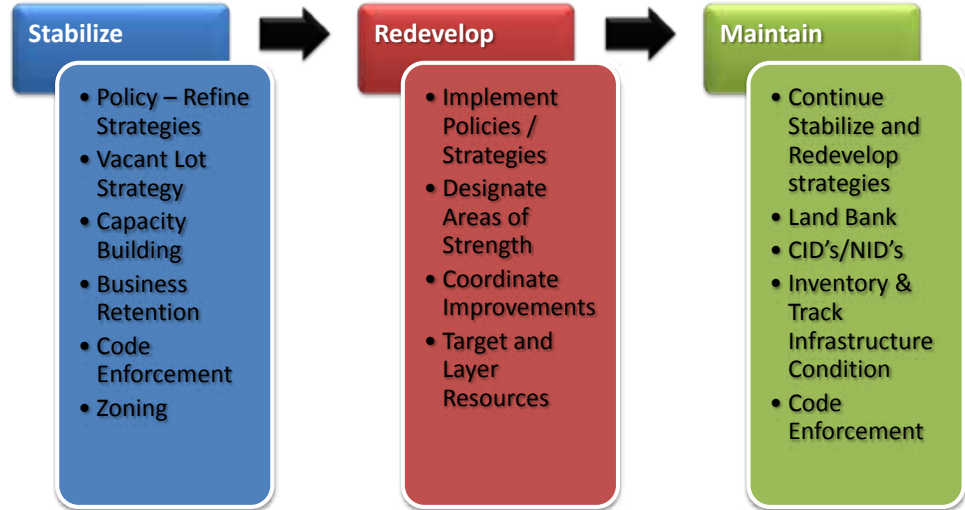 Stabilize
• Policy – Refine
Strategies
• Vacant Lot
Strategy
• Capacity
Building
• Business
Retention
• Code
Enforcement
• Zoning
Redevelop
• Implement
Policies /
Strategies
• Designate
Areas of
Strength
• Coordinate
Improvements
• Target and
Layer
Resources
Maintain
• Continue
Stabilize and
Redevelop
strategies
• Land Bank
• CID’s/NID’s
• Inventory &
Track
Infrastructure
Condition
• Code
Enforcement